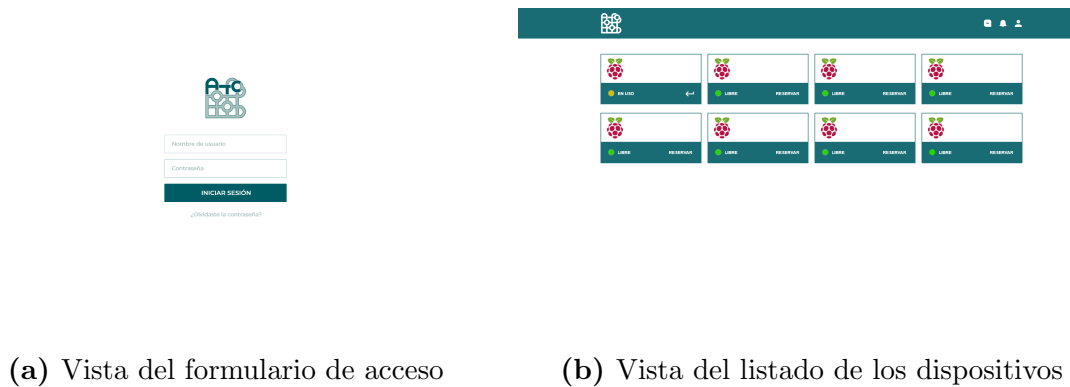 ATC
Nombre de usuario
Contraseña
INICIAR SESIÓN
¿Olvidaste la contraseña?
EN USO
LIBRE RESERVAR
LIBRE RESERVAR
LIBRE RESERVAR
LIBRE RESERVAR
LIBRE RESERVAR
LIBRE RESERVAR
LIBRE RESERVAR
(a) Vista del formulario de acceso
(b) Vista del listado de los dispositivos